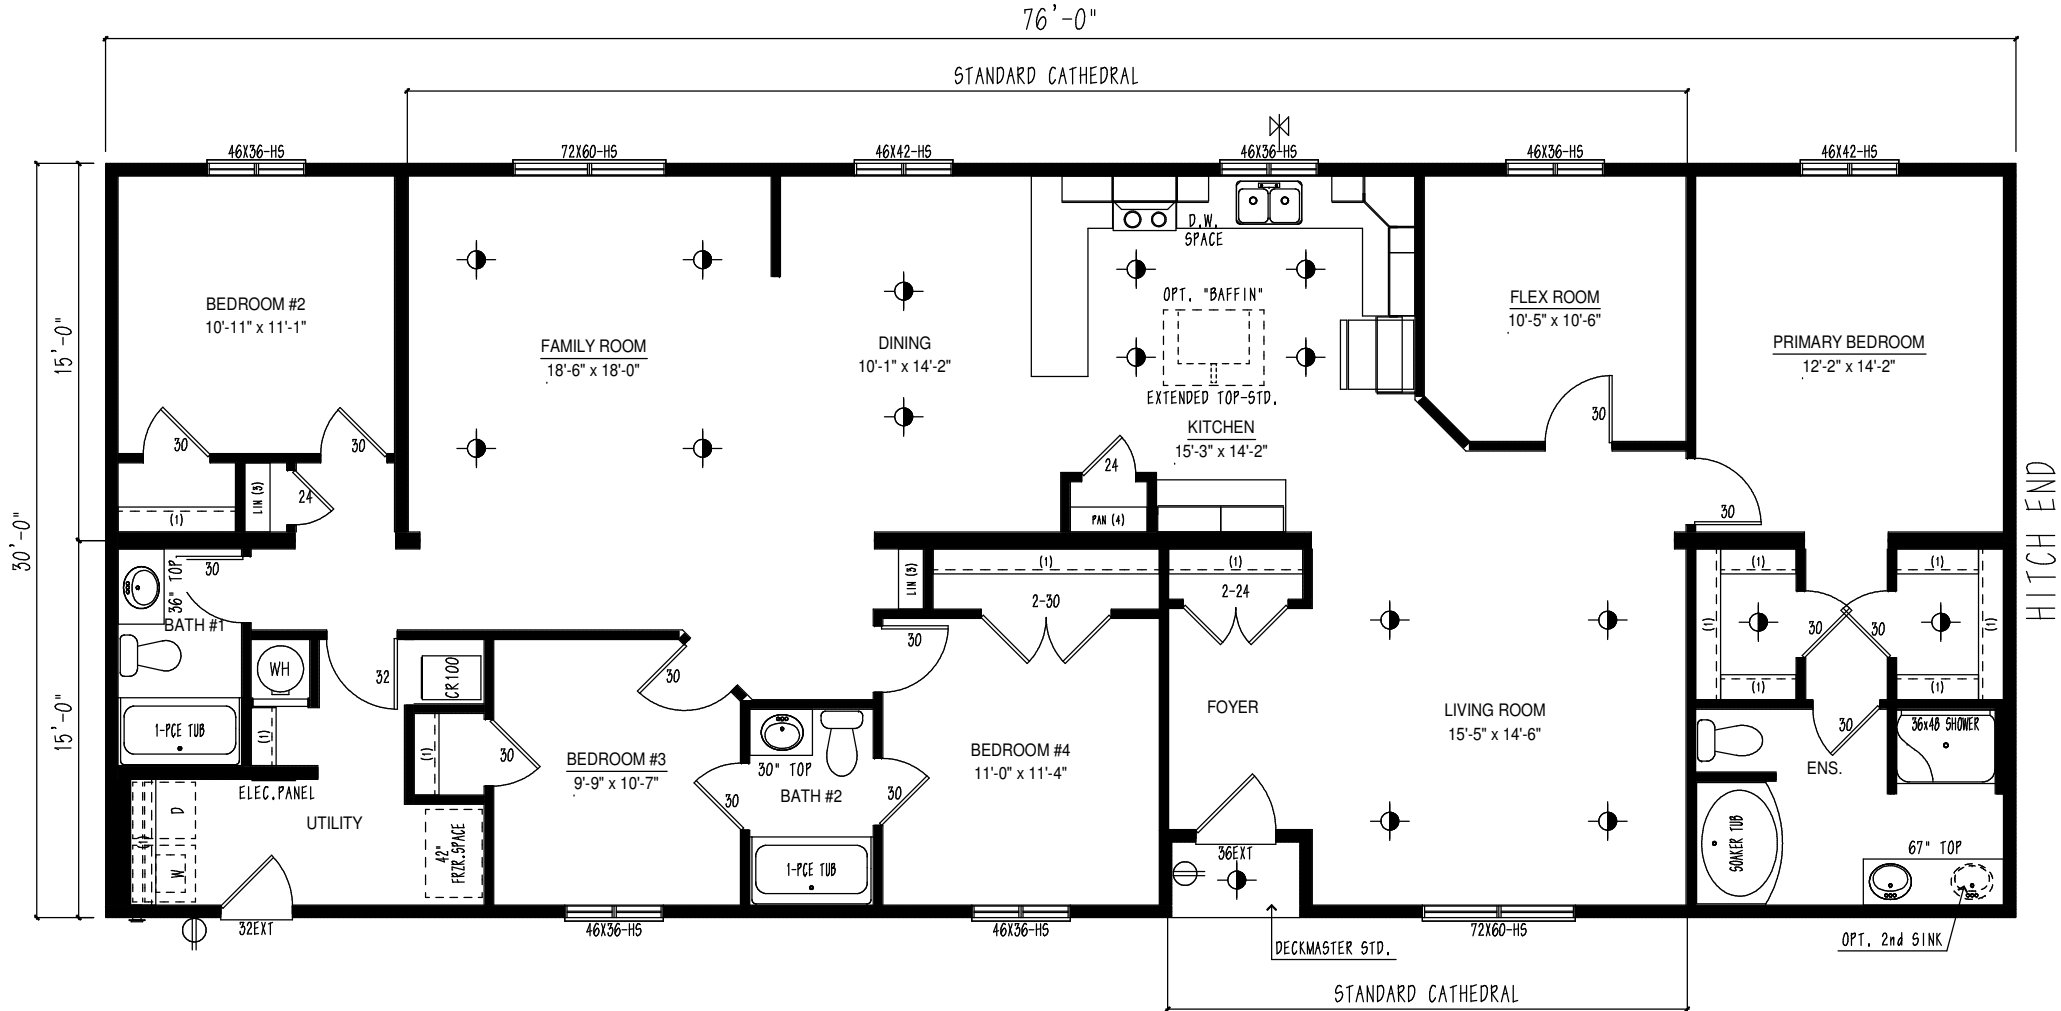 76'-0"
STANDARD CATHEDRAL
46X36-HS
72X60-HS
46X42-HS
46X36-HS
46X36-HS
46X42-HS
15'-0"
30'-0"
15'-0"
BEDROOM #2
10'-11" x 11'-1"
30
30
24
LIN (3)
(1)
FAMILY ROOM
18'-6" x 18'-0"
DINING
10'-1" x 14'-2"
D.W.
SPACE
OPT. "BAFFIN"
EXTENDED TOP-STD.
KITCHEN
15'-3" x 14'-2"
24
PAN (4)
FLEX ROOM
10'-5" x 10'-6"
30
PRIMARY BEDROOM
12'-2" x 14'-2"
30
HITCH END
30
36" TOP
BATH #1
1-PCE TUB
WH
(1)
32
CR100
ELEC.PANEL
UTILITY
D
W
(1)
42"
FRZR.SPACE
32EXT
(1)
30
30
BEDROOM #3
9'-9" x 10'-7"
46X36-HS
30" TOP
BATH #2
30
30
1-PCE TUB
LIN (3)
30
(1)
2-30
BEDROOM #4
11'-0" x 11'-4"
46X36-HS
(1)
2-24
FOYER
36EXT
DECKMASTER STD.
LIVING ROOM
15'-5" x 14'-6"
72X60-HS
STANDARD CATHEDRAL
(1)
(1)
(1)
(1)
(1)
(1)
30
30
30
ENS.
36x48 SHOWER
SOAKER TUB
67" TOP
OPT. 2nd SINK